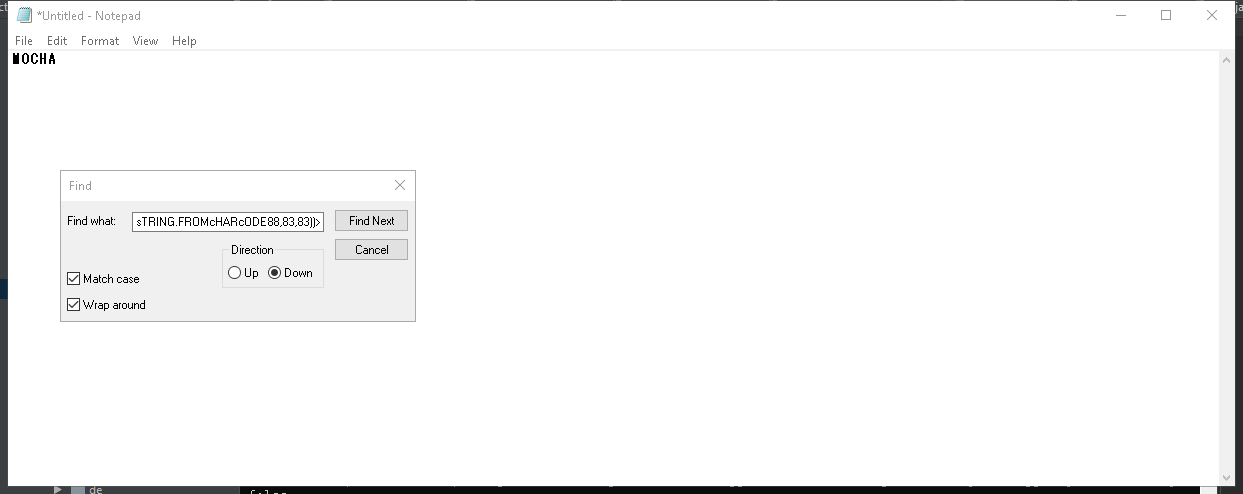 *Untitled - Notepad
File Edit Format View Help
MOCHA
Find
Find what: sTRING.FROMcHARcODE88,83,83))> Find Next
Direction Cancel
Up Down
Match case
Wrap around
de